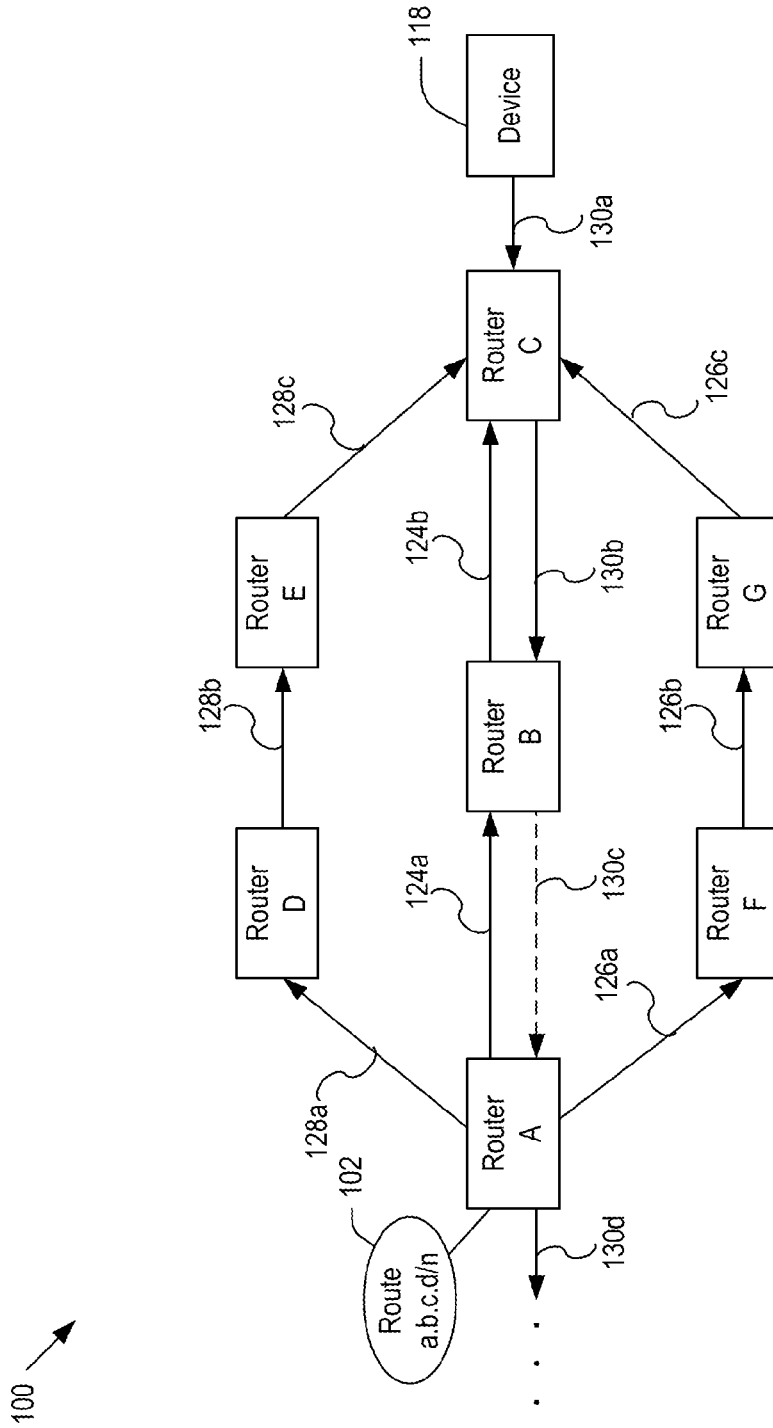 100
Route
a.b.c.d/n
102
130d
. . .
Router
A
128a
124a
126a
130c
Router
D
Router
B
Router
F
128b
124b
126b
130b
Router
E
Router
G
128c
126c
Router
C
130a
Device
118